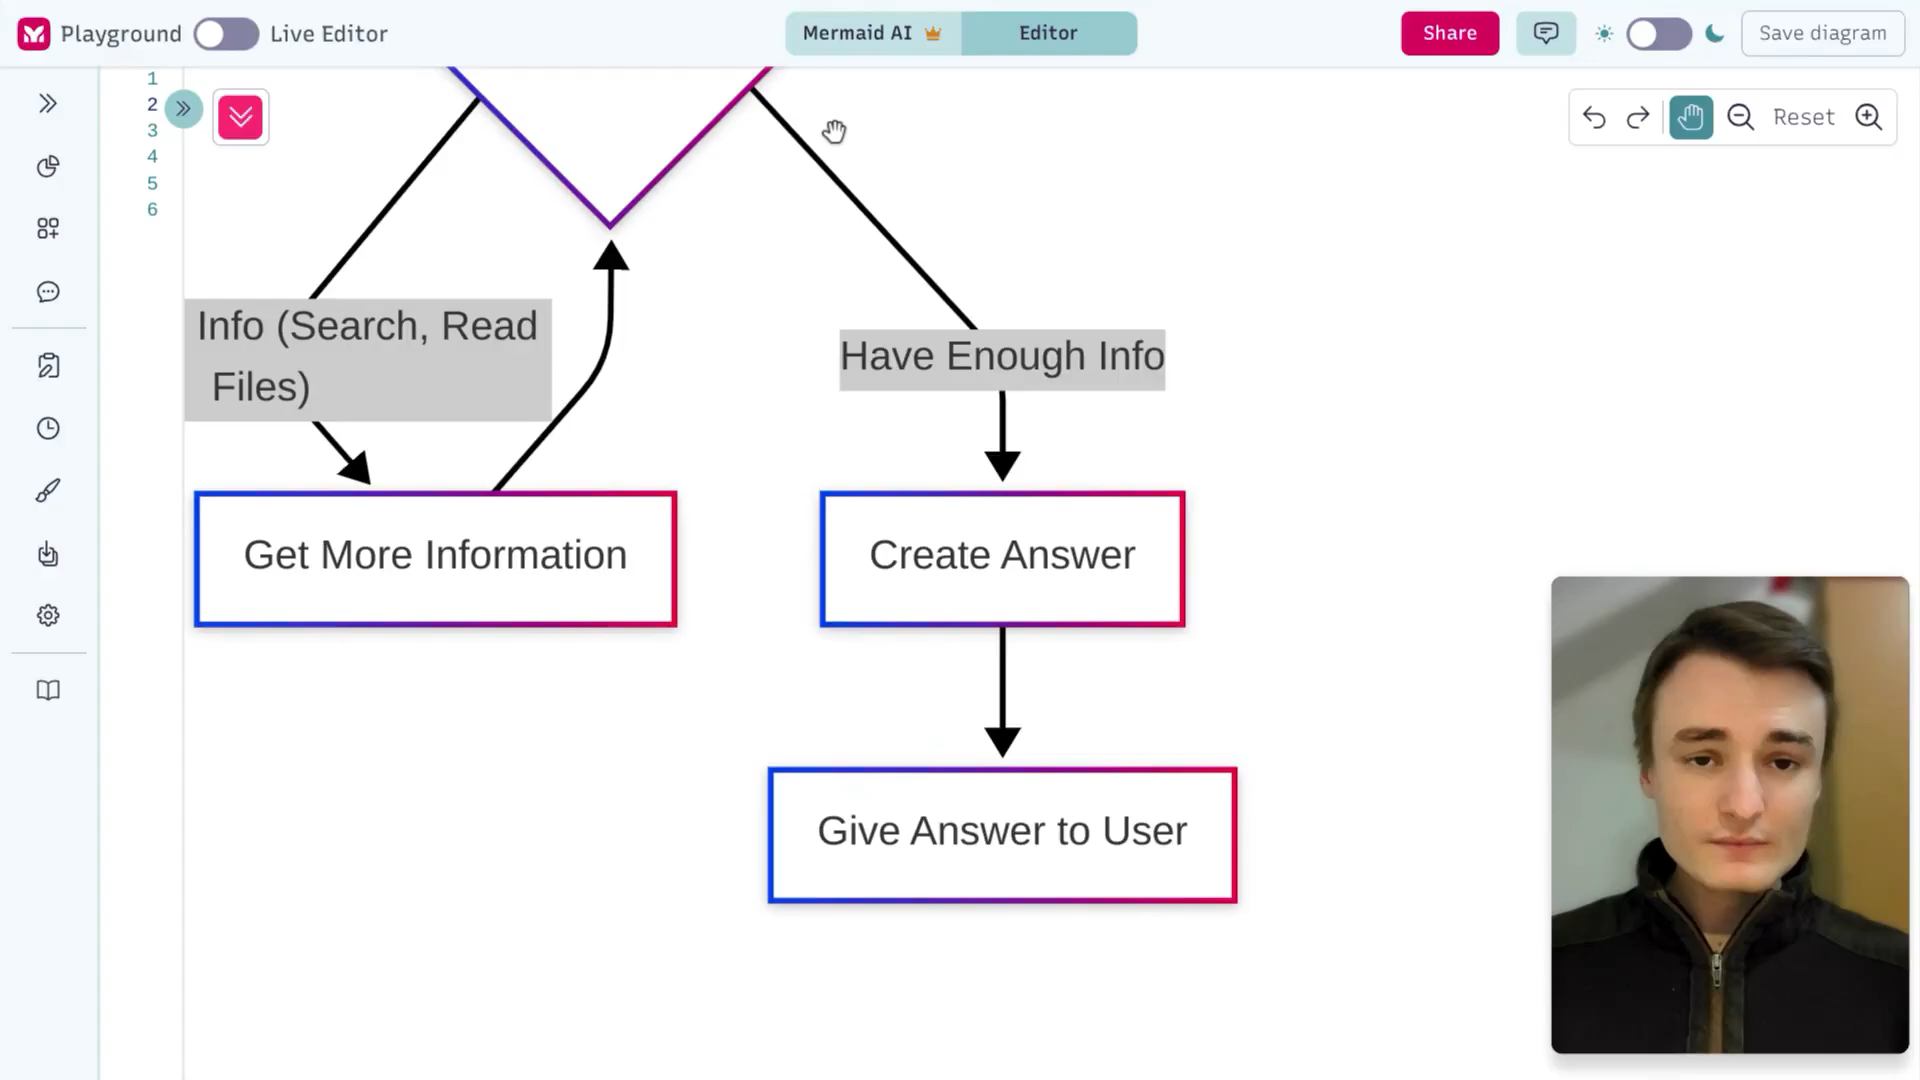 Playground
Live Editor
Mermaid AI
Editor
Share
Save diagram
1
2
3
4
5
6
Reset
Info (Search, Read
Files)
Have Enough Info
Get More Information
Create Answer
Give Answer to User